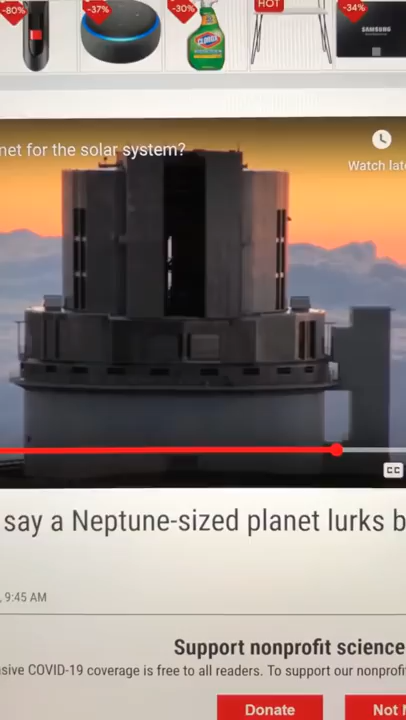 -80%
-37%
-30%
HOT
-34%
CLOROX
SAMSUNG
net for the solar system?
Watch late
CC
say a Neptune-sized planet lurks b
, 9:45 AM
Support nonprofit science
nsive COVID-19 coverage is free to all readers. To support our nonprofit
Donate
Not N